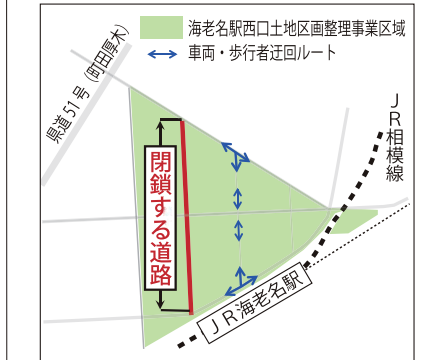 海老名駅西口土地区画整理事業区域
車両・歩行者迂回ルート
県道51号（町田厚木）
JR相模線
閉鎖する道路
JR海老名駅